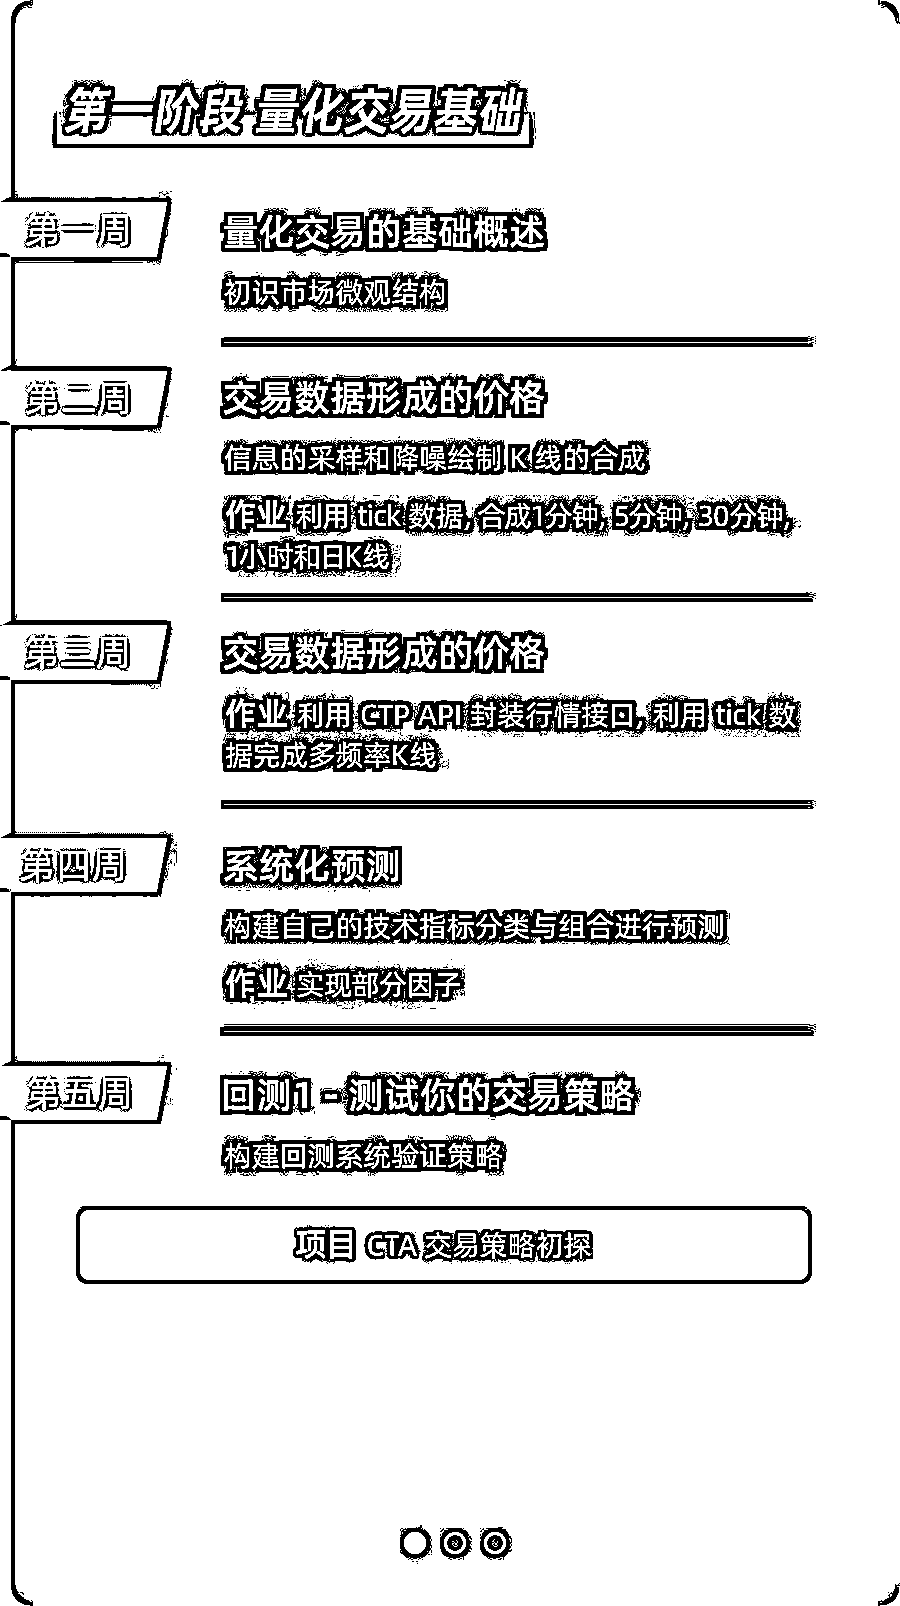 第一阶段 量化交易基础
第一周
量化交易的基础概述
初识市场微观结构
第二周
交易数据形成的价格
信息的采样和降噪绘制 K 线的合成
作业 利用 tick 数据, 合成1分钟, 5分钟, 30分钟,
1小时和日K线
第三周
交易数据形成的价格
作业 利用 CTP API 封装行情接口, 利用 tick 数
据完成多频率K线
第四周
系统化预测
构建自己的技术指标分类与组合进行预测
作业 实现部分因子
第五周
回测1 - 测试你的交易策略
构建回测系统验证策略
项目 CTA 交易策略初探